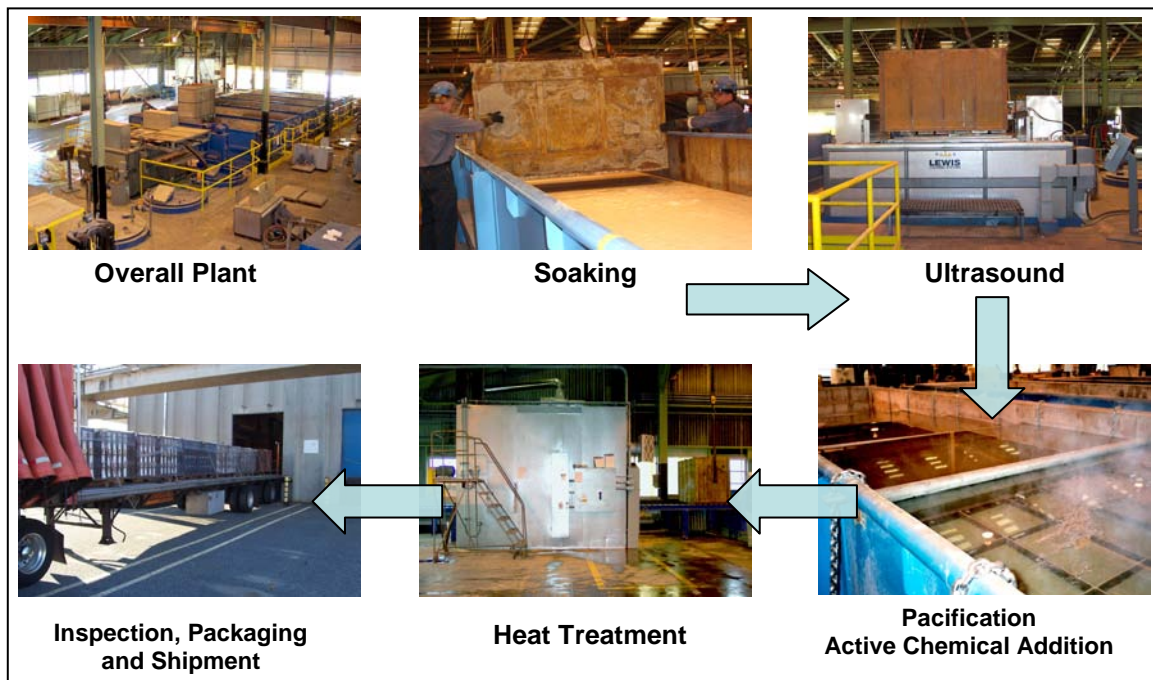 Overall Plant
Soaking
LEWIS
Ultrasound
Pacification
Active Chemical Addition
Heat Treatment
Inspection, Packaging
and Shipment